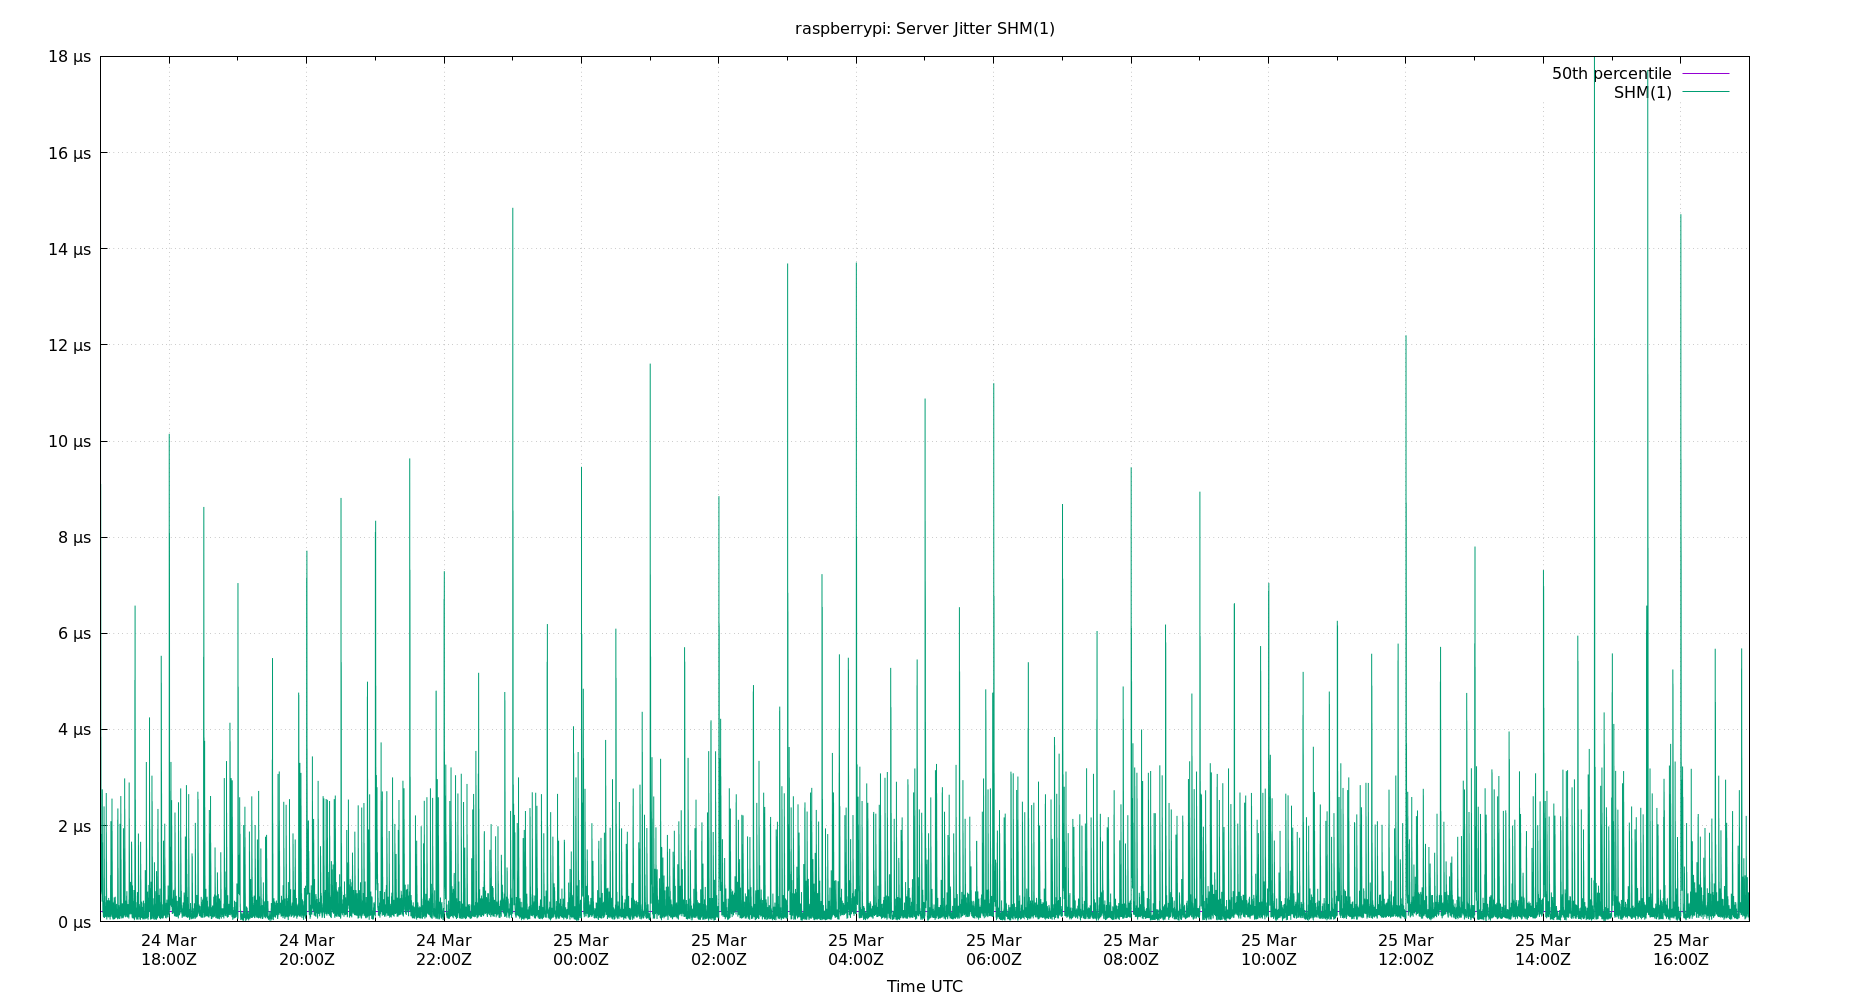 raspberrypi: Server Jitter SHM(1)
18 µs
16 µs
14 µs
12 µs
10 µs
8 µs
6 µs
4 µs
2 µs
0 µs
50th percentile
SHM(1)
24 Mar
18:00Z
24 Mar
20:00Z
24 Mar
22:00Z
25 Mar
00:00Z
25 Mar
02:00Z
25 Mar
04:00Z
25 Mar
06:00Z
25 Mar
08:00Z
25 Mar
10:00Z
25 Mar
12:00Z
25 Mar
14:00Z
25 Mar
16:00Z
Time UTC